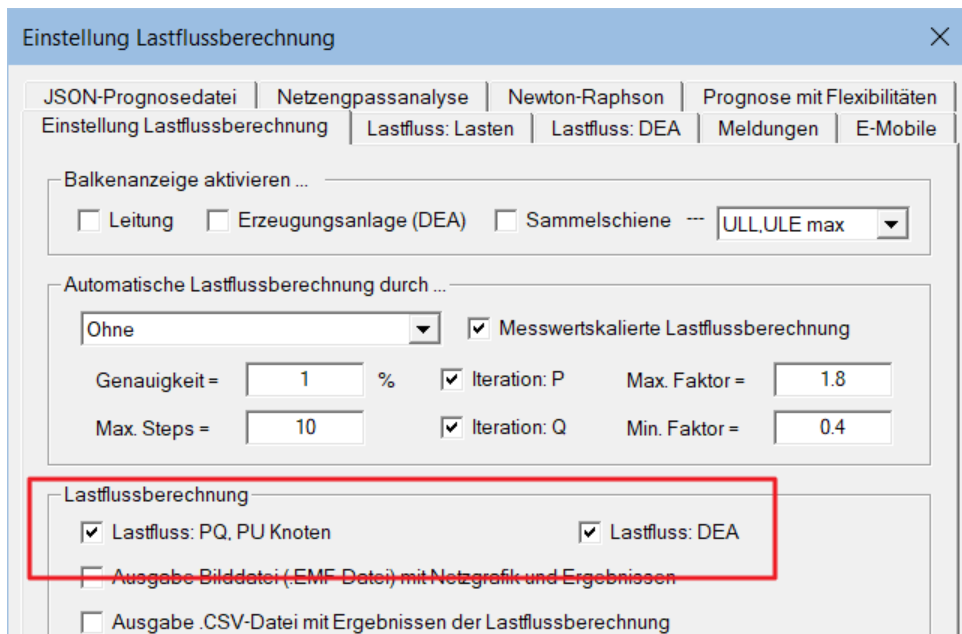 Einstellung Lastflussberechnung
JSON-Prognosedatei Netzengpassanalyse Newton-Raphson Prognose mit Flexibilitäten
Einstellung Lastflussberechnung Lastfluss: Lasten Lastfluss: DEA Meldungen E-Mobile
Balkenanzeige aktivieren ...
Leitung Erzeugungsanlage (DEA) Sammelschiene --- ULL,ULE max
Automatische Lastflussberechnung durch ...
Ohne Messwertskalierte Lastflussberechnung
Genauigkeit = 1 % Iteration: P Max. Faktor = 1.8
Max. Steps = 10 Iteration: Q Min. Faktor = 0.4
Lastflussberechnung
Lastfluss: PQ, PU Knoten Lastfluss: DEA
Ausgabe Bilddatei (.EMF-Datei) mit Netzgrafik und Ergebnissen
Ausgabe .CSV-Datei mit Ergebnissen der Lastflussberechnung